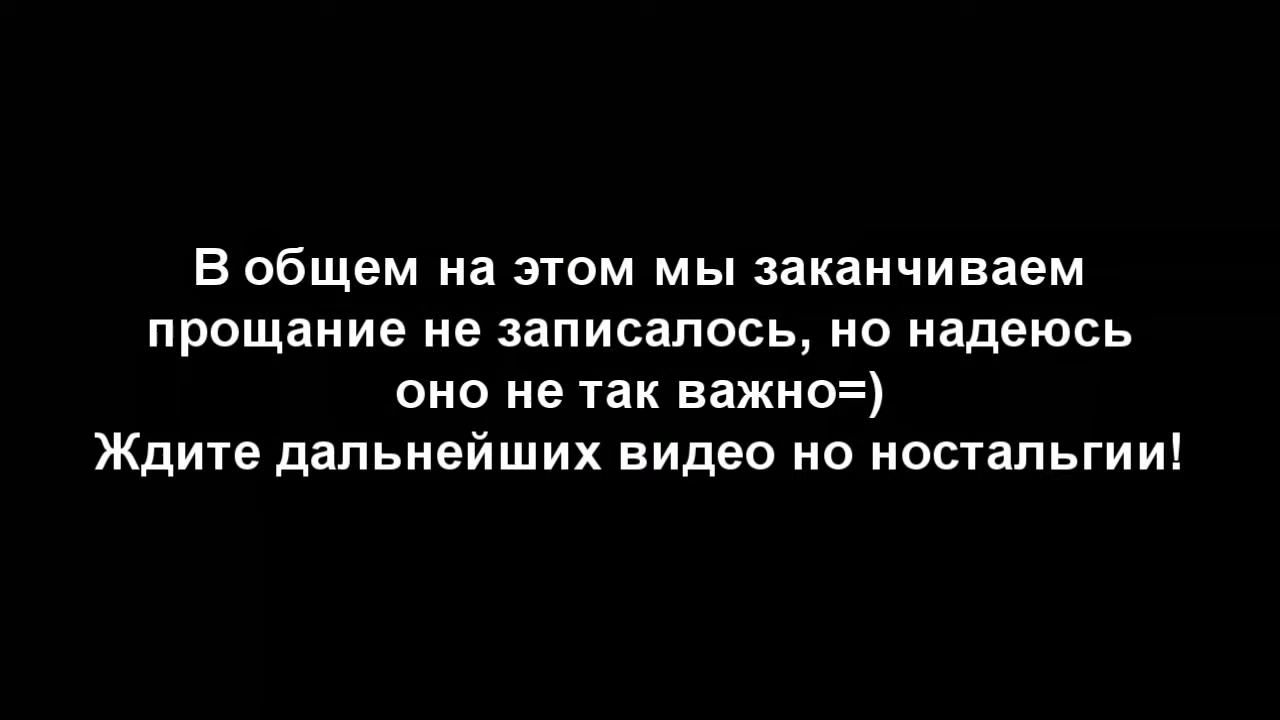 В общем на этом мы заканчиваем
прощание не записалось, но надеюсь
оно не так важно=)
Ждите дальнейших видео но ностальгии!